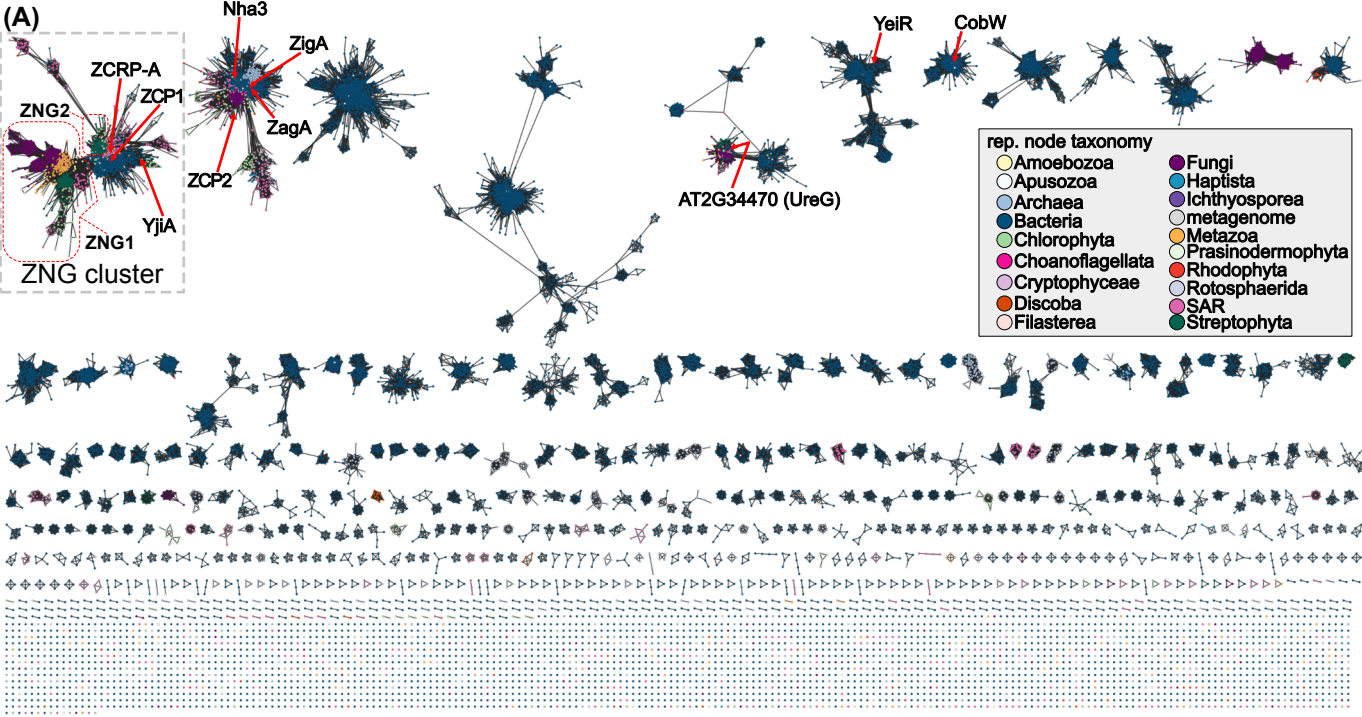 (A)
Nha3
ZigA
YeiR
CobW
ZCRP-A
ZCP1
ZNG2
ZagA
ZCP2
AT2G34470 (UreG)
YjiA
ZNG1
ZNG cluster
rep. node taxonomy
Amoebozoa
Apusozoa
Archaea
Bacteria
Chlorophyta
Choanoflagellata
Cryptophyceae
Discoba
Filasterea
Fungi
Haptista
Ichthyosporea
metagenome
Metazoa
Prasinodermophyta
Rhodophyta
Rotosphaerida
SAR
Streptophyta